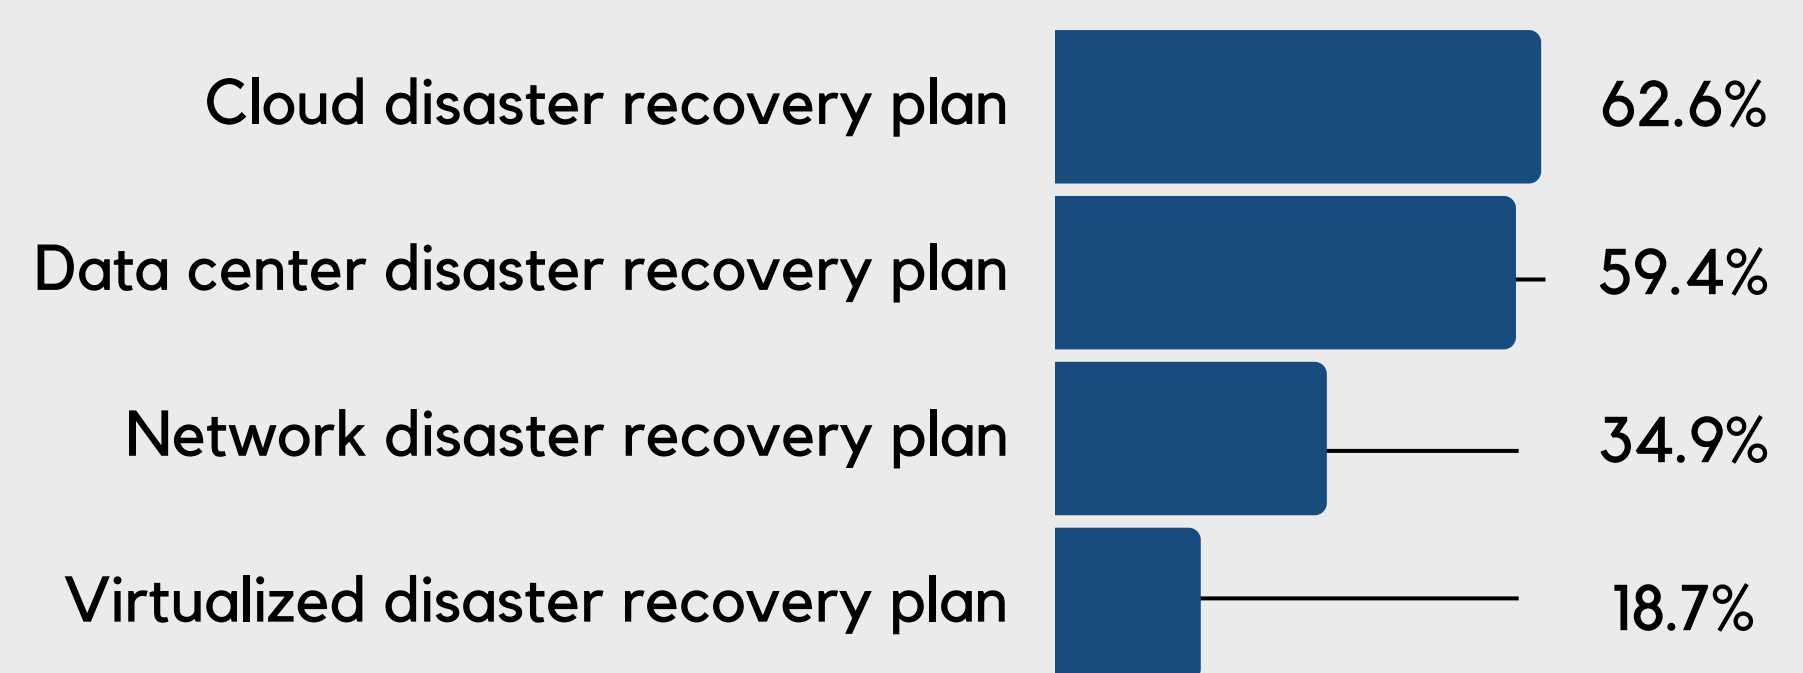 Cloud disaster recovery plan 62.6%
Data center disaster recovery plan 59.4%
Network disaster recovery plan 34.9%
Virtualized disaster recovery plan 18.7%